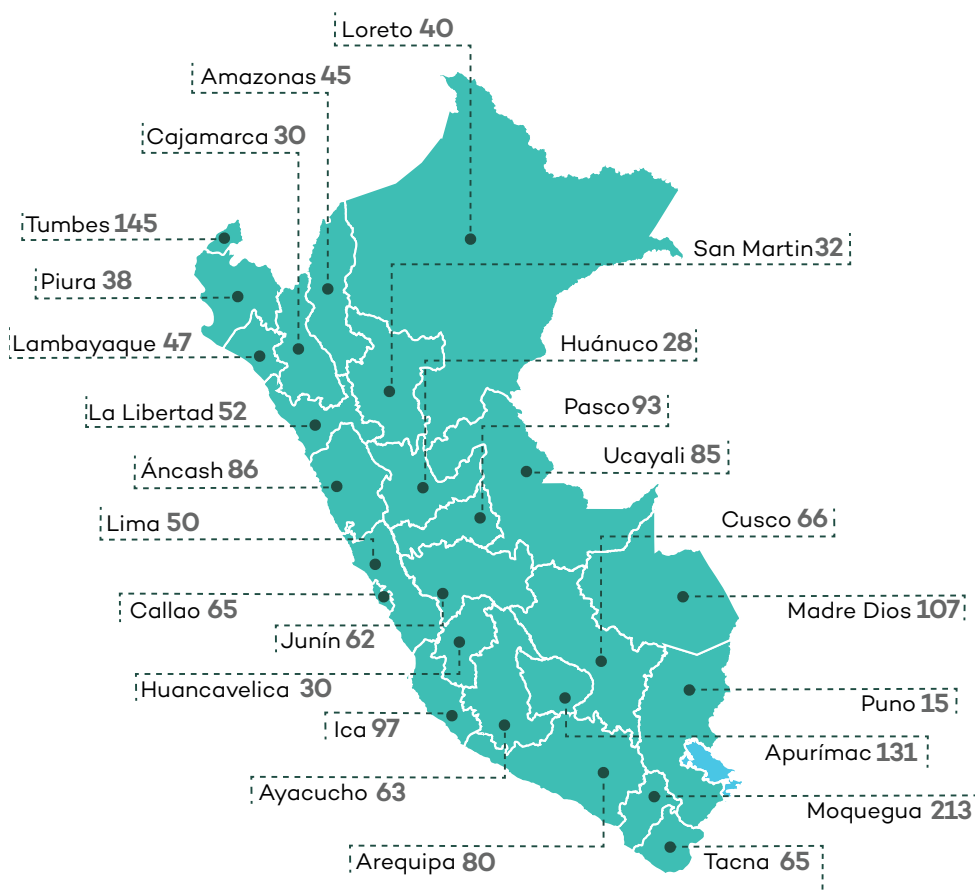 Loreto 40
Amazonas 45
Cajamarca 30
Tumbes 145
San Martin 32
Piura 38
Lambayaque 47
Huánuco 28
Pasco 93
La Libertad 52
Ucayali 85
Áncash 86
Cusco 66
Lima 50
Callao 65
Madre Dios 107
Junín 62
Huancavelica 30
Puno 15
Ica 97
Apurímac 131
Ayacucho 63
Moquegua 213
Arequipa 80
Tacna 65